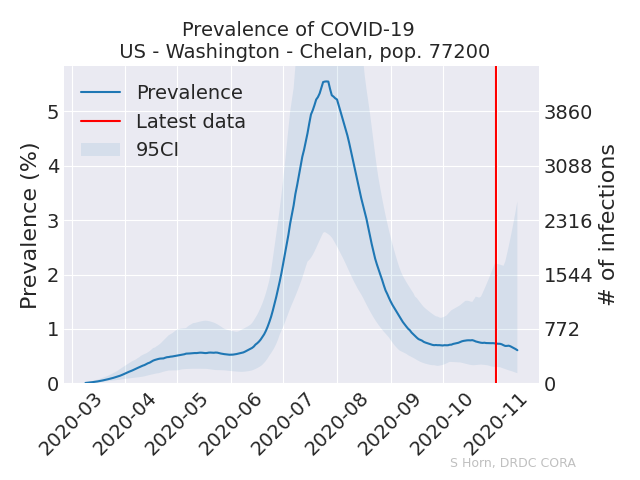 Prevalence of COVID-19
US - Washington - Chelan, pop. 77200
Prevalence
Latest data
95CI
Prevalence (%)
5
4
3
2
1
0
3860
3088
2316
1544
772
0
# of infections
2020-03
2020-04
2020-05
2020-06
2020-07
2020-08
2020-09
2020-10
2020-11
S Horn, DRDC CORA